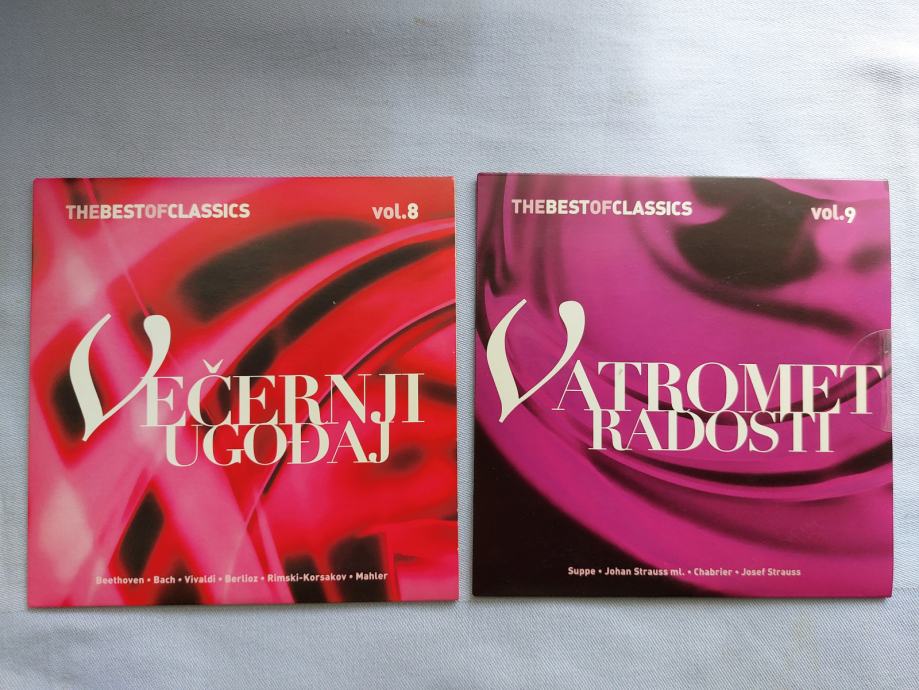 THEBESTOFCLASSICS vol.8
VEČERNJI
UGOĐAJ
Beethoven • Bach • Vivaldi • Berlioz • Rimski-Korsakov • Mahler
THEBESTOFCLASSICS vol.9
VATROMET
RADOSTI
Suppe • Johan Strauss ml. • Chabrier • Josef Strauss